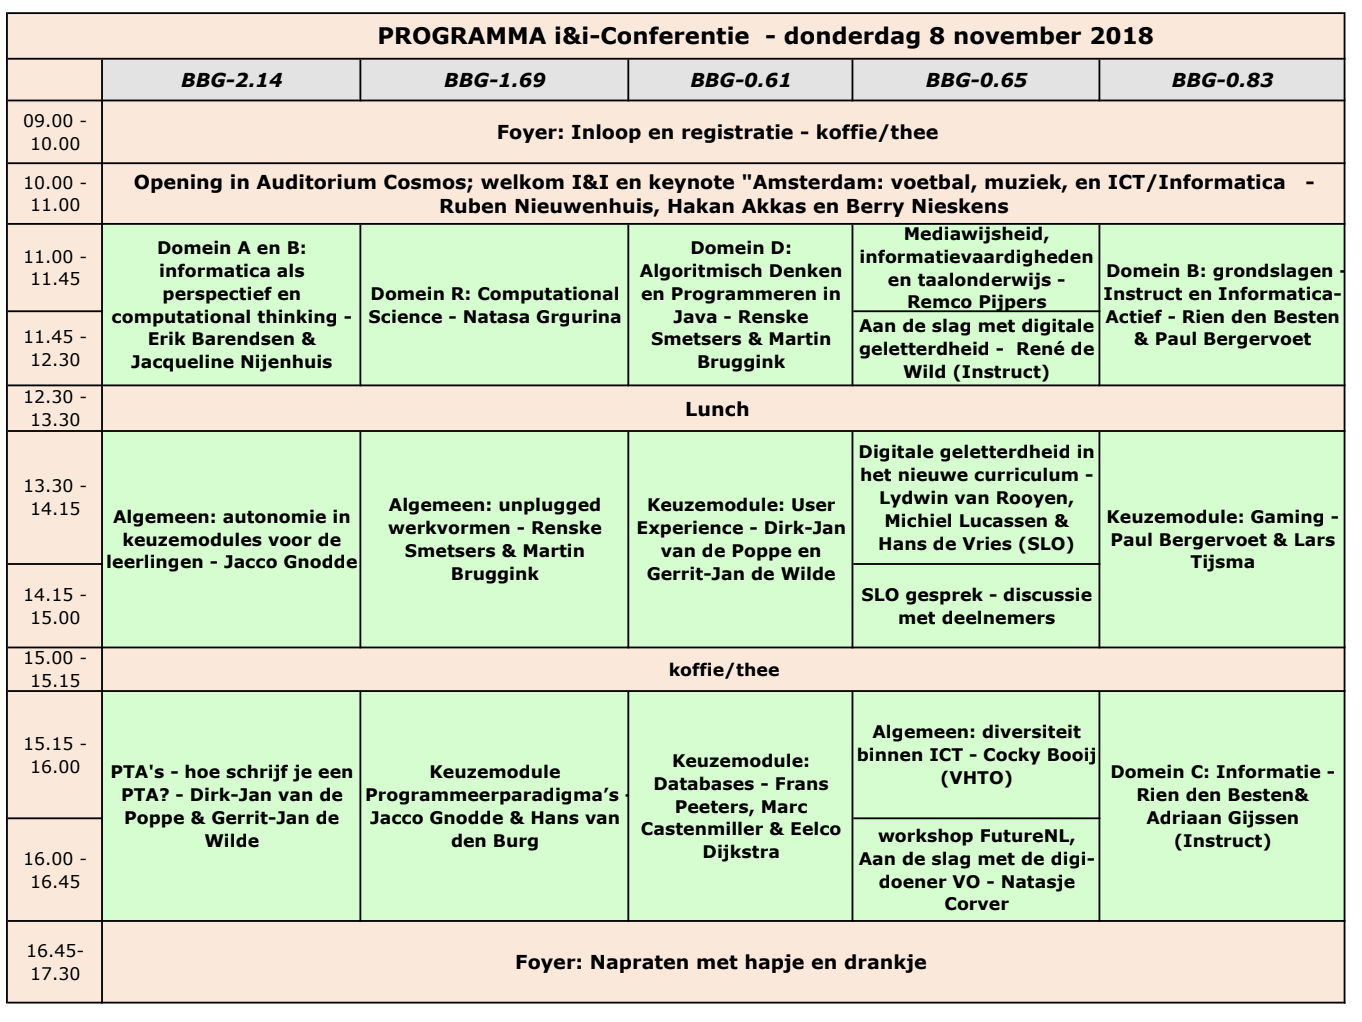 PROGRAMMA i&i-Conferentie - donderdag 8 november 2018
BBG-2.14
BBG-1.69
BBG-0.61
BBG-0.65
BBG-0.83
09.00 -
10.00
Foyer: Inloop en registratie - koffie/thee
10.00 -
11.00
Opening in Auditorium Cosmos; welkom I&I en keynote "Amsterdam: voetbal, muziek, en ICT/Informatica -
Ruben Nieuwenhuis, Hakan Akkas en Berry Nieskens
11.00 -
11.45
11.45 -
12.30
Domein A en B:
informatica als
perspectief en
computational thinking -
Erik Barendsen &
Jacqueline Nijenhuis
Domein R: Computational
Science - Natasa Grgurina
Domein D:
Algoritmisch Denken
en Programmeren in
Java - Renske
Smetsers & Martin
Bruggink
Mediawijsheid,
informatievaardigheden
en taalonderwijs -
Remco Pijpers
Aan de slag met digitale
geletterdheid - René de
Wild (Instruct)
Domein B: grondslagen -
Instruct en Informatica-
Actief - Rien den Besten
& Paul Bergervoet
12.30 -
13.30
Lunch
13.30 -
14.15
14.15 -
15.00
Algemeen: autonomie in
keuzemodules voor de
leerlingen - Jacco Gnodde
Algemeen: unplugged
werkvormen - Renske
Smetsers & Martin
Bruggink
Keuzemodule: User
Experience - Dirk-Jan
van de Poppe en
Gerrit-Jan de Wilde
Digitale geletterdheid in
het nieuwe curriculum -
Lydwin van Rooyen,
Michiel Lucassen &
Hans de Vries (SLO)
SLO gesprek - discussie
met deelnemers
Keuzemodule: Gaming -
Paul Bergervoet & Lars
Tijsma
15.00 -
15.15
koffie/thee
15.15 -
16.00
16.00 -
16.45
PTA's - hoe schrijf je een
PTA? - Dirk-Jan van de
Poppe & Gerrit-Jan de
Wilde
Keuzemodule
Programmeerparadigma’s -
Jacco Gnodde & Hans van
den Burg
Keuzemodule:
Databases - Frans
Peeters, Marc
Castenmiller & Eelco
Dijkstra
Algemeen: diversiteit
binnen ICT - Cocky Booij
(VHTO)
workshop FutureNL,
Aan de slag met de digi-
doener VO - Natasje
Corver
Domein C: Informatie -
Rien den Besten&
Adriaan Gijssen
(Instruct)
16.45-
17.30
Foyer: Napraten met hapje en drankje